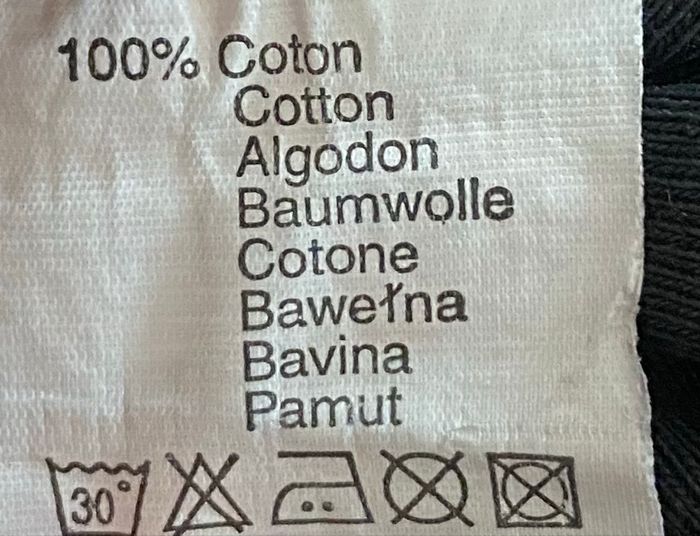 100% Coton
Cotton
Algodon
Baumwolle
Cotone
Bawełna
Bavina
Pamut
30°